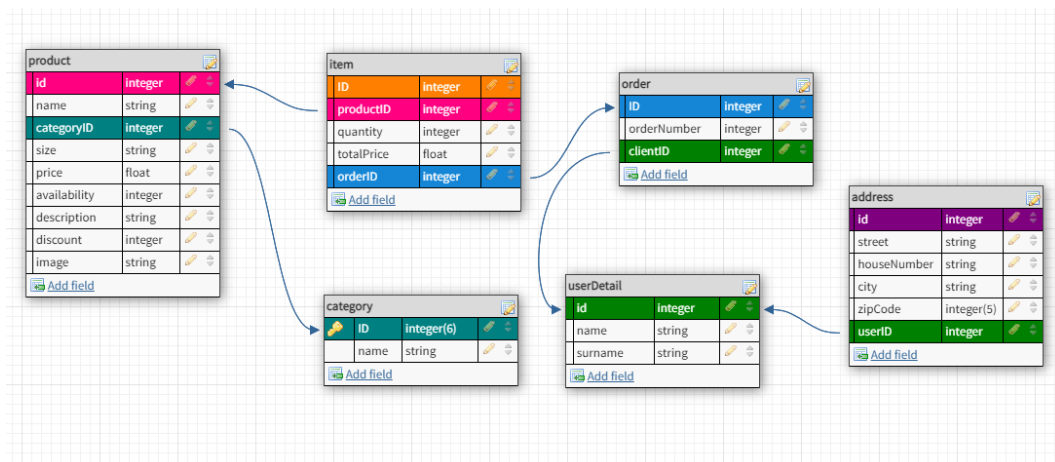 product
id integer
name string
categoryID integer
size string
price float
availability integer
description string
discount integer
image string
Add field
item
ID integer
productID integer
quantity integer
totalPrice float
orderID integer
Add field
order
ID integer
orderNumber integer
clientID integer
Add field
category
ID integer(6)
name string
Add field
userDetail
id integer
name string
surname string
Add field
address
id integer
street string
houseNumber string
city string
zipCode integer(5)
userID integer
Add field